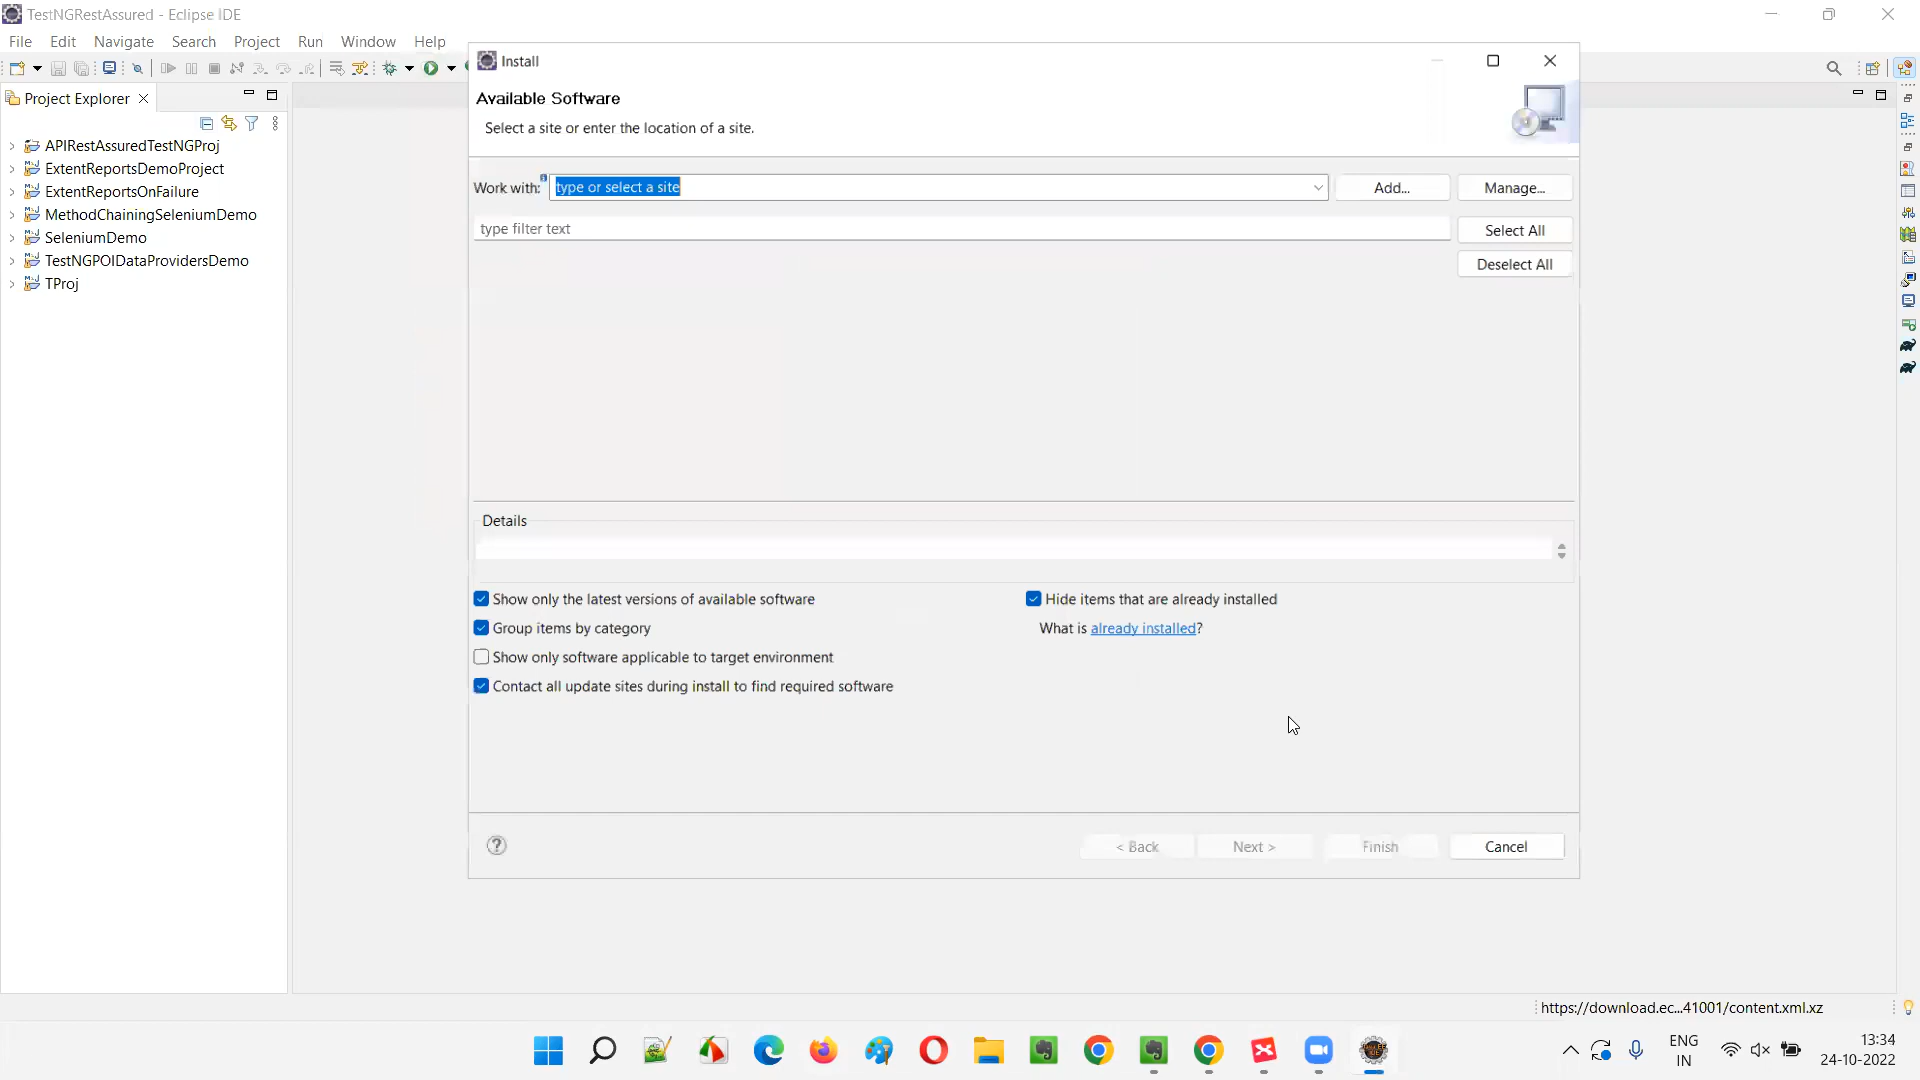 TestNGRestAssured - Eclipse IDE
File Edit Navigate Search Project Run Window Help
Project Explorer
APIRestAssuredTestNGProj
ExtentReportsDemoProject
ExtentReportsOnFailure
MethodChainingSeleniumDemo
SeleniumDemo
TestNGPOIDataProvidersDemo
TProj
Install
Available Software
Select a site or enter the location of a site.
Work with: type or select a site Add... Manage...
type filter text
Select All
Deselect All
Details
Show only the latest versions of available software
Hide items that are already installed
Group items by category
What is already installed?
Show only software applicable to target environment
Contact all update sites during install to find required software
< Back Next > Finish Cancel
https://download.ec...41001/content.xml.xz
ENG
IN
13:34
24-10-2022